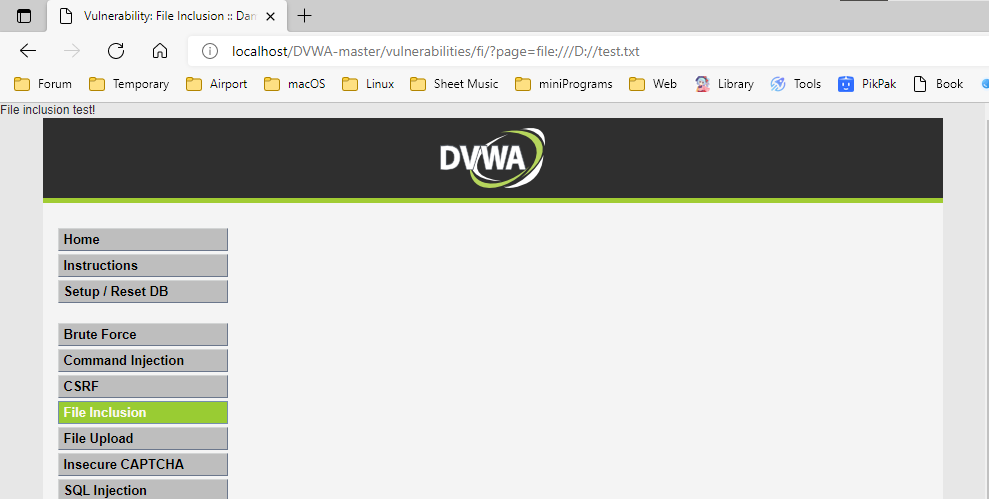 Vulnerability: File Inclusion :: Dan
localhost/DVWA-master/vulnerabilities/fi/?page=file:///D://test.txt
Forum Temporary Airport macOS Linux Sheet Music miniPrograms Web Library Tools PikPak Book
File inclusion test!
DVWA
Home
Instructions
Setup / Reset DB
Brute Force
Command Injection
CSRF
File Inclusion
File Upload
Insecure CAPTCHA
SQL Injection